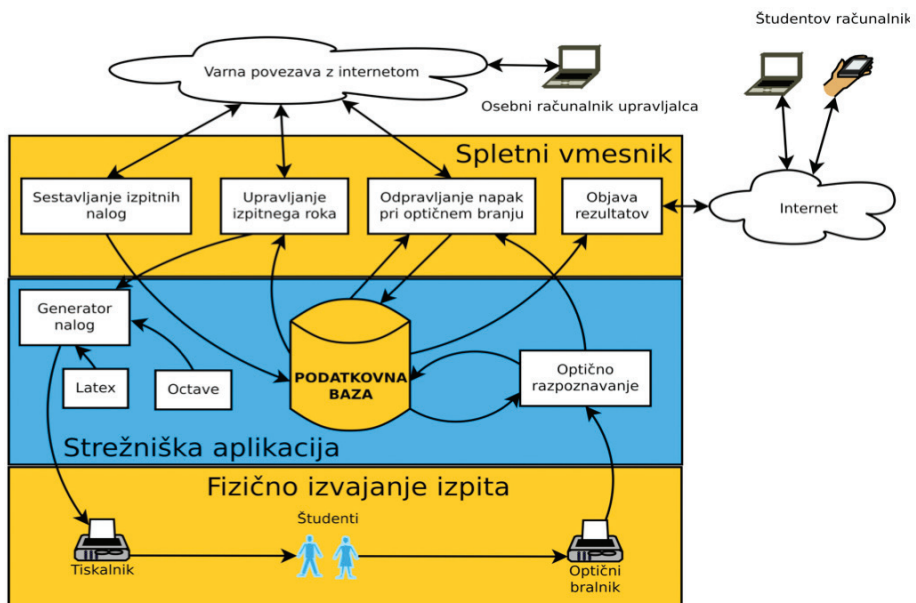 Študentov računalnik
Varna povezava z internetom
Osebni računalnik upravljalca
Spletni vmesnik
Sestavljanje izpitnih
nalog
Upravljanje
izpitnega roka
Odpravljanje napak
pri optičnem branju
Objava
rezultatov
Internet
Generator
nalog
Latex
Octave
PODATKOVNA
BAZA
Optično
razpoznavanje
Strežniška aplikacija
Fizično izvajanje izpita
Študenti
Tiskalnik
Optični
bralnik